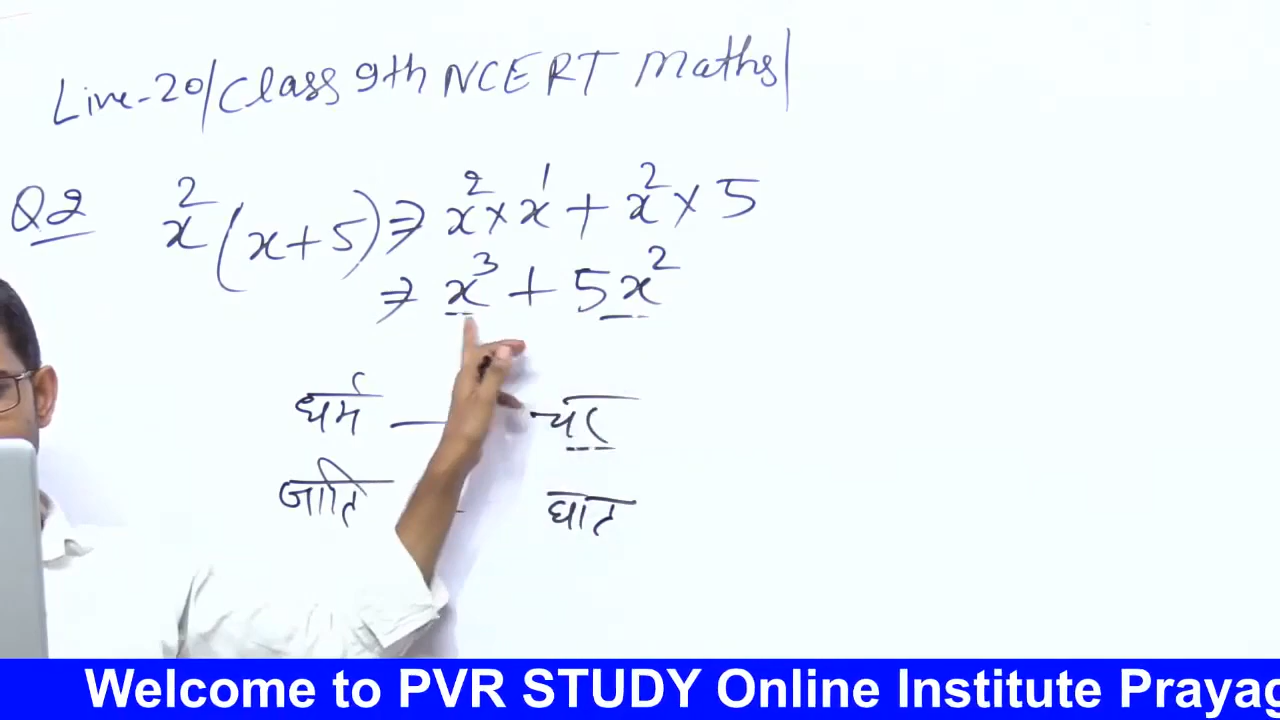 Live-20/Class 9th NCERT Maths/
Q2 x²(x+5) ⇒ x² × x¹ + x² × 5
⇒ x³ + 5x²
धर्म — चर
जाति - घात
Welcome to PVR STUDY Online Institute Prayag